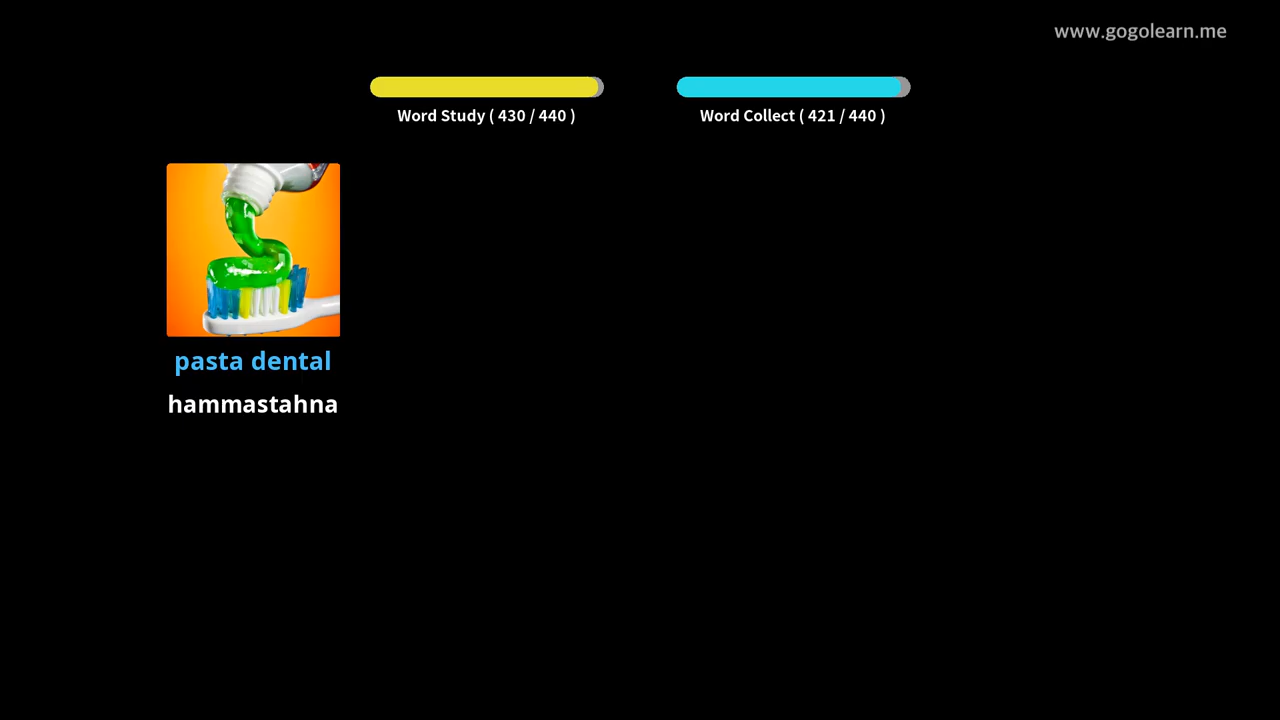 www.gogolearn.me
Word Study ( 430 / 440 )
Word Collect ( 421 / 440 )
pasta dental
hammastahna